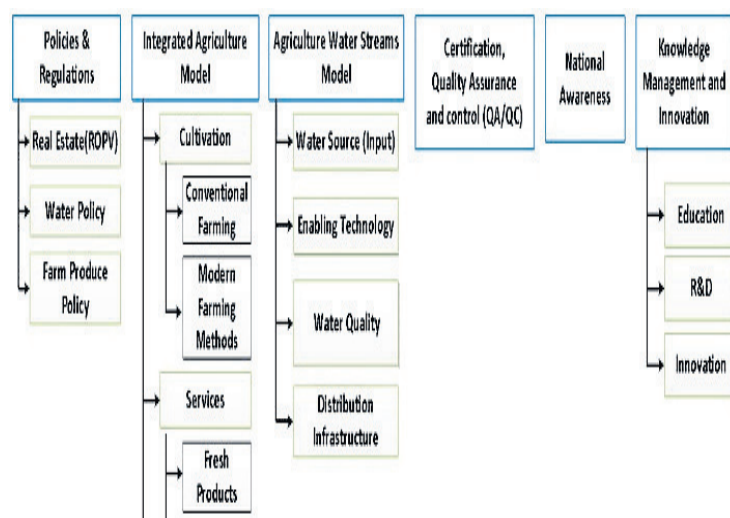 Policies &
Regulations
Real Estate(ROPV)
Water Policy
Farm Produce
Policy
Integrated Agriculture
Model
Cultivation
Conventional
Farming
Modern
Farming
Methods
Services
Fresh
Products
Agriculture Water Streams
Model
Water Source (Input)
Enabling Technology
Water Quality
Distribution
Infrastructure
Certification,
Quality Assurance
and control (QA/QC)
National
Awareness
Knowledge
Management and
Innovation
Education
R&D
Innovation